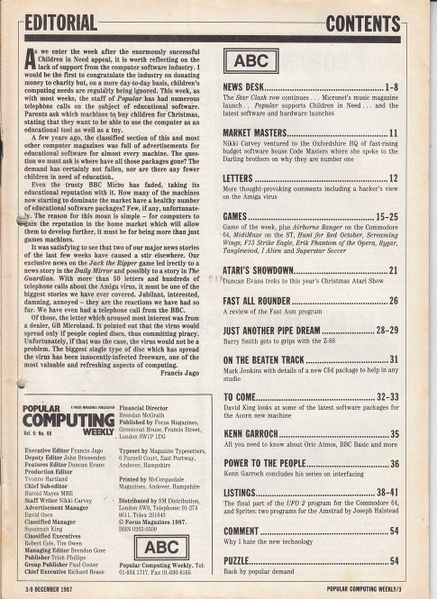 EDITORIAL
CONTENTS
As we enter the week after the enormously successful
Children in Need appeal, it is worth reflecting on the
lack of support from the computer software industry. I
would be the first to congratulate the industry on donating
money to charity but, on a more day-to-day basis, children's
computing needs are regularly being ignored. This week, as
with most weeks, the staff of Popular has had numerous
telephone calls on the subject of educational software.
Parents ask which machines to buy children for Christmas,
stating that they want to be able to use the computer as an
educational tool as well as a toy.
A few years ago, the classified section of this and most
other computer magazines was full of advertisements for
educational software for almost every machine. The ques-
tion we must ask is where have all those packages gone? The
demand has certainly not fallen, nor are there any fewer
children in need of education.
Even the trusty BBC Micro has faded, taking its
educational reputation with it. How many of the machines
now starting to dominate the market have a healthy number
of educational software packages? Few, if any, unfortunate-
ly. The reason for this moan is simple – for computers to
gain the reputation in the home market which will allow
them to develop further, it must be for being more than just
games machines.
It was satisfying to see that two of our major news stories
of the last few weeks have caused a stir elsewhere. Our
exclusive news on the Jack the Ripper game led directly to a
news story in the Daily Mirror and possibly to a story in The
Guardian. With more than 50 letters and hundreds of
telephone calls about the Amiga virus, it must be one of the
biggest stories we have ever covered. Jubilant, interested,
damning, annoyed – they are the reactions we have had so
far. We have even had a telephone call from the BBC.
Of those, the letter which aroused most interest was from
a dealer, GB Microland. It pointed out that the virus would
spread only if people copied discs, thus committing piracy.
Unfortunately, if that was the case, the virus would not be a
problem. The biggest single type of disc which has spread
the virus has been innocently-infected freeware, one of the
most valuable and refreshing aspects of computing.
Francis Jago
POPULAR
A FOCUS MAGAZINES PUBLICATION
COMPUTING
WEEKLY
Vol. 6: No. 48
Executive Editor Francis Jago
Deputy Editor John Brissenden
Features Editor Duncan Evans
Production Editor
Yvonne Hartland
Chief Sub-editor
Harold Mayes MBE
Staff Writer Nikki Curvey
Advertisement Manager
David Osen
Classified Manager
Susannah King
Classified Executives
Robert Cole, Tim Owen
Managing Editor Brendon Gore
Publisher Trish Phillips
Group Publisher Paul Coster
Chief Executive Richard Hease
Financial Director
Brendan McGrath
Published by Focus Magazines,
Greencoat House, Francis Street,
London SW1P 1DG
Typeset by Magazine Typesetters,
6 Parnell Court, East Portway,
Andover, Hampshire
Printed by McCorquodale
Magazines, Andover, Hampshire
Distributed by SM Distribution,
London SW9, Telephone: 01-274
8611, Telex: 261643
© Focus Magazines 1987.
ISSN 0265-0509
ABC
Popular Computing Weekly. Tel:
01-834 1717. Fax 01-630 6165
ABC
NEWS DESK 1–8
The Star Clash row continues . . . Micronet's music magazine
launch . . . Popular supports Children in Need . . . and the
latest software and hardware launches
MARKET MASTERS 11
Nikki Curvey ventured to the Oxfordshire HQ of fast-rising
budget software house Code Masters where she spoke to the
Darling brothers on why they are number one
LETTERS 12
More thought-provoking comments including a hacker's view
on the Amiga virus
GAMES 15–25
Game of the week, plus Airborne Ranger on the Commodore
64, MidiMaze on the ST, Hunt for Red October, Screaming
Wings, F15 Strike Eagle, Erik Phantom of the Opera, Rygar,
Tanglewood, I Alien and Superstar Soccer
ATARI'S SHOWDOWN 21
Duncan Evans treks to this year's Christmas Atari Show
FAST ALL ROUNDER 26
A review of the Fast Asm program
JUST ANOTHER PIPE DREAM 28–29
Barry Smith gets to grips with the Z-88
ON THE BEATEN TRACK 31
Mark Jenkins with details of a new C64 package to help in any
studio
TO COME 32–33
David King looks at some of the latest software packages for
the Acorn new machine
KENN GARROCH 35
All you need to know about Oric Atmos, BBC Basic and more
POWER TO THE PEOPLE 36
Kenn Garroch concludes his series on interfacing
LISTINGS 38–41
The final part of the UFO 2 program for the Commodore 64,
and Spritex: two programs for the Amstrad by Joseph Halstead
COMMENT 54
Why I hate the new technology
PUZZLE 54
Back by popular demand
3-9 DECEMBER 1987
POPULAR COMPUTING WEEKLY/3